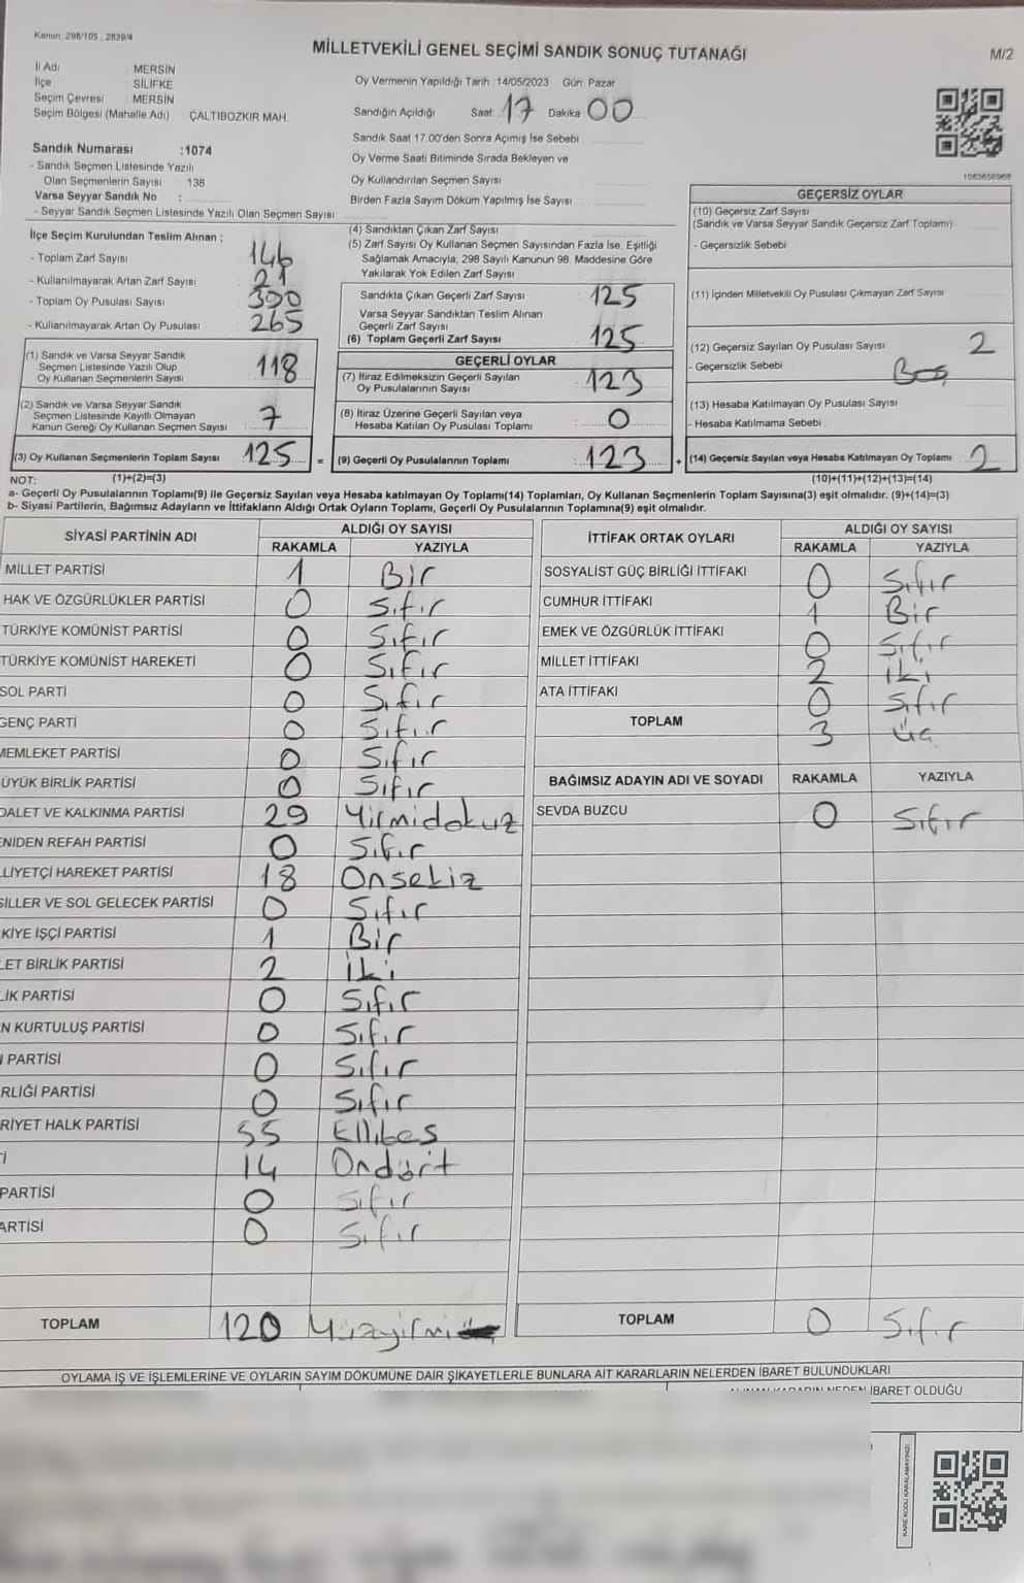 Kanun: 298/105 , 2839/4
MİLLETVEKİLİ GENEL SEÇİMİ SANDIK SONUÇ TUTANAĞI
M/2
İl Adı MERSİN
İlçe SİLİFKE
Seçim Çevresi MERSİN
Seçim Bölgesi (Mahalle Adı) ÇALTIBOZKIR MAH.
Oy Vermenin Yapıldığı Tarih :14/05/2023 Gün: Pazar
Sandığın Açıldığı Saat 17 Dakika 00
Sandık Saat 17.00'den Sonra Açımış İse Sebebi
Oy Verme Saati Bitiminde Sırada Bekleyen ve
Oy Kullandırılan Seçmen Sayısı
Birden Fazla Sayım Döküm Yapılmış İse Sayısı
Sandık Numarası :1074
- Sandık Seçmen Listesinde Yazılı
Olan Seçmenlerin Sayısı 136
Varsa Seyyar Sandık No :
- Seyyar Sandık Seçmen Listesinde Yazılı Olan Seçmen Sayısı
İlçe Seçim Kurulundan Teslim Alınan :
- Toplam Zarf Sayısı 146
- Kullanılmayarak Artan Zarf Sayısı 21
- Toplam Oy Pusulası Sayısı 300
- Kullanılmayarak Artan Oy Pusulası 265
(1) Sandık ve Varsa Seyyar Sandık
Seçmen Listesinde Yazılı Olup
Oy Kullanan Seçmenlerin Sayısı 118
(2) Sandık ve Varsa Seyyar Sandık
Seçmen Listesinde Kayıtlı Olmayan
Kanun Gereği Oy Kullanan Seçmen Sayısı 7
(3) Oy Kullanan Seçmenlerin Toplam Sayısı 125 =
(4) Sandıktan Çıkan Zarf Sayısı
(5) Zarf Sayısı Oy Kullanan Seçmen Sayısından Fazla İse, Eşitliği
Sağlamak Amacıyla, 298 Sayılı Kanunun 98. Maddesine Göre
Yakılarak Yok Edilen Zarf Sayısı
Sandıkta Çıkan Geçerli Zarf Sayısı 125
Varsa Seyyar Sandıktan Teslim Alınan
Geçerli Zarf Sayısı
(6) Toplam Geçerli Zarf Sayısı 125
GEÇERLİ OYLAR
(7) İtiraz Edilmeksizin Geçerli Sayılan
Oy Pusulalarının Sayısı 123
(8) İtiraz Üzerine Geçerli Sayılan veya
Hesaba Katılan Oy Pusulası Toplamı 0
(9) Geçerli Oy Pusulalarının Toplamı 123 +
GEÇERSİZ OYLAR
(10) Geçersiz Zarf Sayısı
(Sandık ve Varsa Seyyar Sandık Geçersiz Zarf Toplamı)
- Geçersizlik Sebebi
(11) İçinden Milletvekili Oy Pusulası Çıkmayan Zarf Sayısı
(12) Geçersiz Sayılan Oy Pusulası Sayısı 2
- Geçersizlik Sebebi Boş
(13) Hesaba Katılmayan Oy Pusulası Sayısı
- Hesaba Katılmama Sebebi
(14) Geçersiz Sayılan veya Hesaba Katılmayan Oy Toplamı 2
NOT: (1)+(2)=(3) (10)+(11)+(12)+(13)=(14)
a- Geçerli Oy Pusulalarının Toplamı(9) ile Geçersiz Sayılan veya Hesaba katılmayan Oy Toplamı(14) Toplamları, Oy Kullanan Seçmenlerin Toplam Sayısına(3) eşit olmalıdır. (9)+(14)=(3)
b- Siyasi Partilerin, Bağımsız Adayların ve İttifakların Aldığı Ortak Oyların Toplamı, Geçerli Oy Pusulalarının Toplamına(9) eşit olmalıdır.
SİYASİ PARTİNİN ADI ALDIĞI OY SAYISI
RAKAMLA YAZIYLA
MİLLET PARTİSİ 1 Bir
HAK VE ÖZGÜRLÜKLER PARTİSİ 0 Sıfır
TÜRKİYE KOMÜNİST PARTİSİ 0 Sıfır
TÜRKİYE KOMÜNİST HAREKETİ 0 Sıfır
SOL PARTİ 0 Sıfır
GENÇ PARTİ 0 Sıfır
MEMLEKET PARTİSİ 0 Sıfır
ÜYÜK BİRLİK PARTİSİ 0 Sıfır
DALET VE KALKINMA PARTİSİ 29 Yirmidokuz
ENİDEN REFAH PARTİSİ 0 Sıfır
LLİYETÇİ HAREKET PARTİSİ 18 Onsekiz
SİLLER VE SOL GELECEK PARTİSİ 0 Sıfır
KİYE İŞÇİ PARTİSİ 1 Bir
LET BİRLİK PARTİSİ 2 İki
LİK PARTİSİ 0 Sıfır
N KURTULUŞ PARTİSİ 0 Sıfır
I PARTİSİ 0 Sıfır
RLİĞİ PARTİSİ 0 Sıfır
RİYET HALK PARTİSİ 55 Ellibeş
İ 14 Ondört
PARTİSİ 0 Sıfır
ARTİSİ 0 Sıfır
TOPLAM 120 Yüzyirmi
İTTİFAK ORTAK OYLARI ALDIĞI OY SAYISI
RAKAMLA YAZIYLA
SOSYALİST GÜÇ BİRLİĞİ İTTİFAKI 0 Sıfır
CUMHUR İTTİFAKI 1 Bir
EMEK VE ÖZGÜRLÜK İTTİFAKI 0 Sıfır
MİLLET İTTİFAKI 2 İki
ATA İTTİFAKI 0 Sıfır
TOPLAM 3 Üç
BAĞIMSIZ ADAYIN ADI VE SOYADI RAKAMLA YAZIYLA
SEVDA BUZCU 0 Sıfır
TOPLAM 0 Sıfır
OYLAMA İŞ VE İŞLEMLERİNE VE OYLARIN SAYIM DÖKÜMÜNE DAİR ŞİKAYETLERLE BUNLARA AİT KARARLARIN NELERDEN İBARET BULUNDUKLARI
İBARET OLDUĞU
KARE KODU KARALAMAYINIZ!